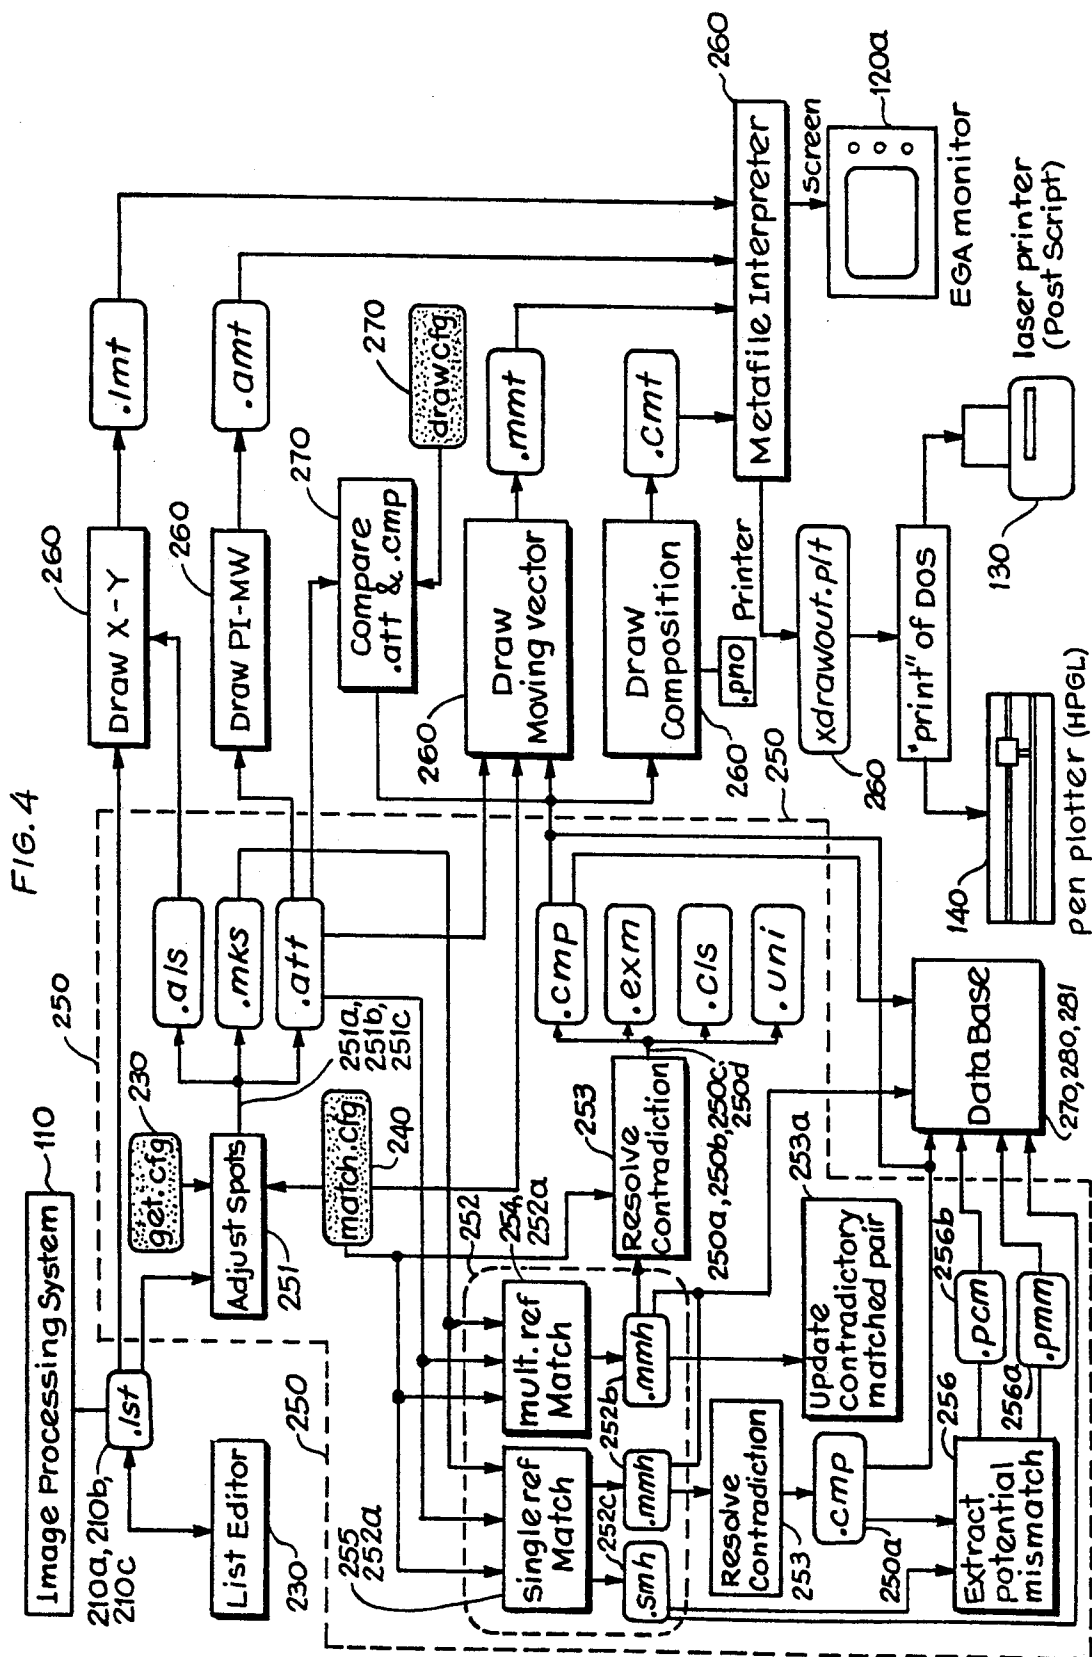 FIG. 4
Image Processing System
110
.lst
210a, 210b,
210c
List Editor
230
250
250
get.cfg
230
Adjust spots
251
251a,
251b,
251c
match.cfg
240
.als
.mks
.att
Draw X-Y
260
.lmt
Draw PI-MW
260
.amt
Compare
.att & .cmp
270
draw.cfg
270
Draw
Moving vector
260
.mmt
Draw
Composition
260
.cmt
.pno
Metafile Interpreter
260
screen
120a
EGA monitor
Printer
xdrawout.plt
260
"print" of DOS
laser printer
(Post Script)
130
140
pen plotter (HPGL)
250
252
254,
252a
mult. ref
Match
single ref
Match
255
252a
.mmh
252b
.mmh
252c
.smh
Resolve
Contradiction
253
250a, 250b, 250c,
250d
.cmp
.exm
.cls
.uni
Update
contradictory
matched pair
253a
Resolve
Contradiction
253
.cmp
250a
Extract
potential
mismatch
256
.pcm
256b
.pmm
256a
Data Base
270, 280, 281